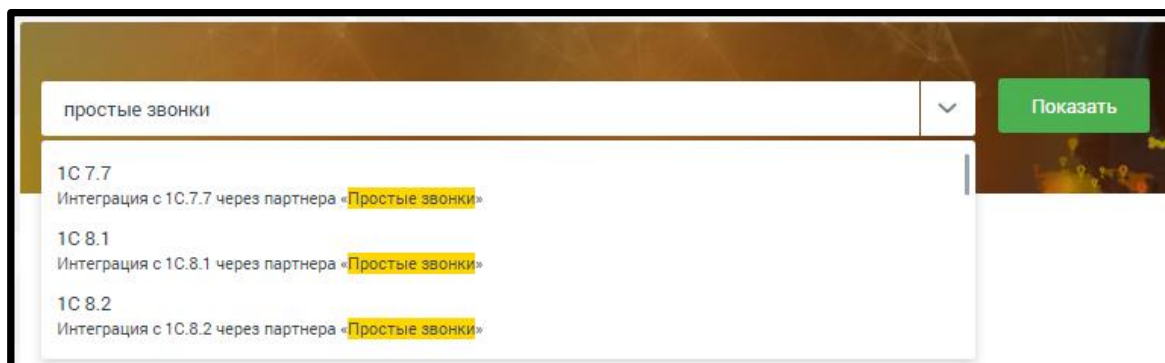 простые звонки
Показать
1С 7.7
Интеграция с 1С.7.7 через партнера «Простые звонки»
1С 8.1
Интеграция с 1С.8.1 через партнера «Простые звонки»
1С 8.2
Интеграция с 1С.8.2 через партнера «Простые звонки»